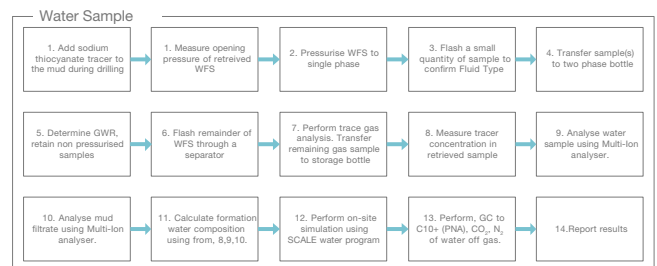 Water Sample
1. Add sodium
thiocyanate tracer to
the mud during drilling
1. Measure opening
pressure of retreived
WFS
2. Pressurise WFS to
single phase
3. Flash a small
quantity of sample to
confirm Fluid Type
4. Transfer sample(s)
to two phase bottle
5. Determine GWR,
retain non pressurised
samples
6. Flash remainder of
WFS through a
separator
7. Perform trace gas
analysis. Transfer
remaining gas sample
to storage bottle
8. Measure tracer
concentration in
retrieved sample
9. Analyse water
sample using Multi-Ion
analyser.
10. Analyse mud
filtrate using Multi-Ion
analyser.
11. Calculate formation
water composition
using from, 8,9,10.
12. Perform on-site
simulation using
SCALE water program
13. Perform, GC to
C10+ (PNA), CO₂, N₂
of water off gas.
14.Report results